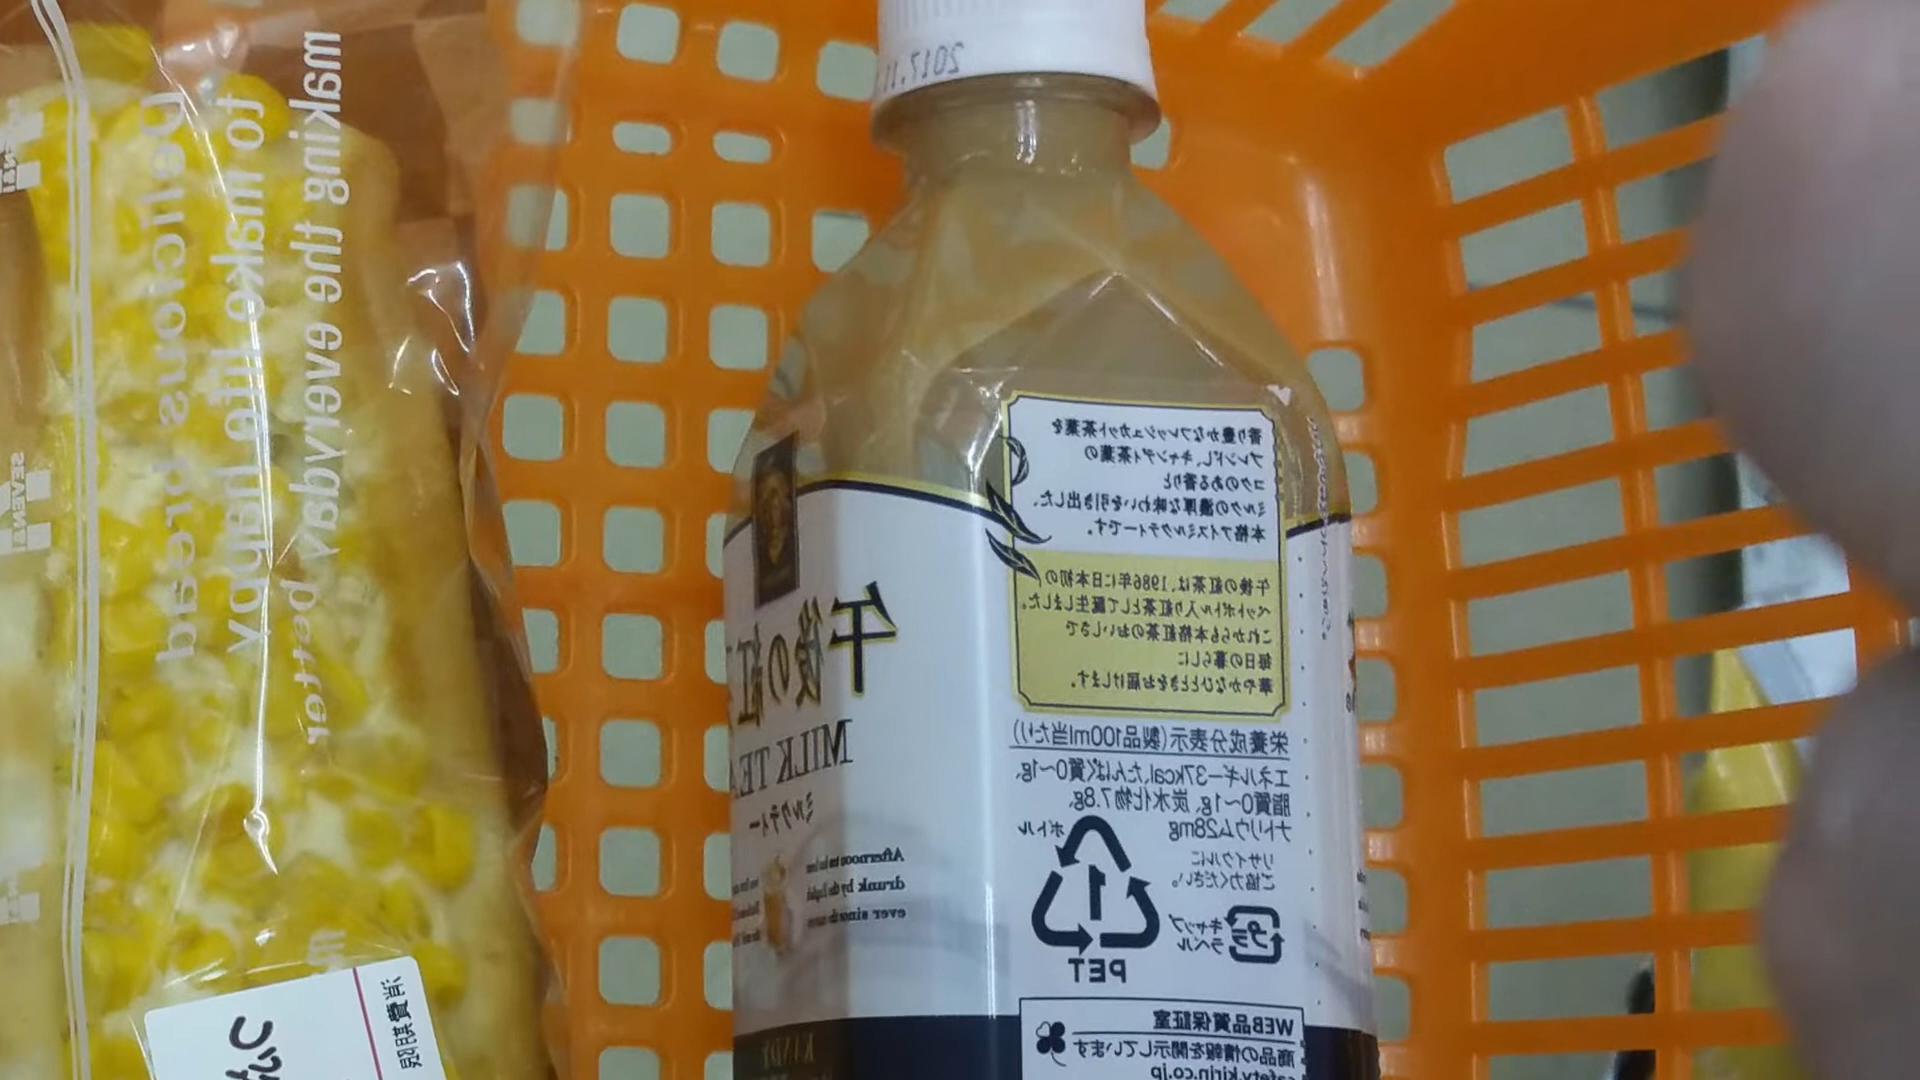 making the everyday better
to make life happy
Delicious bread
SEVEN&i
2017.11
香り豊かなフレッシュカット茶葉を
ブレンドし、キャンディ茶葉の
コクのある香りと
ミルクの濃厚な味わいを引き出した、
本格アイスミルクティーです。
午後の紅茶は、1986年に日本初の
ペットボトル入り紅茶として誕生しました。
これからも本格紅茶のおいしさで
毎日の暮らしに
華やかなひとときをお届けします。
午後の紅
MILK TEA
ミルクティー
栄養成分表示(製品100ml当たり)
エネルギー37kcal、たんぱく質0~1g、
脂質0~1g、炭水化物7.8g、
ナトリウム28mg
ボトル
リサイクルに
ご協力ください。
1
PET
プラ
キャップ
ラベル
Afternoon
drunk by
ever since
KANDY
WEB品質保証室
商品の情報を開示しています
safety.kirin.co.jp
消費期限